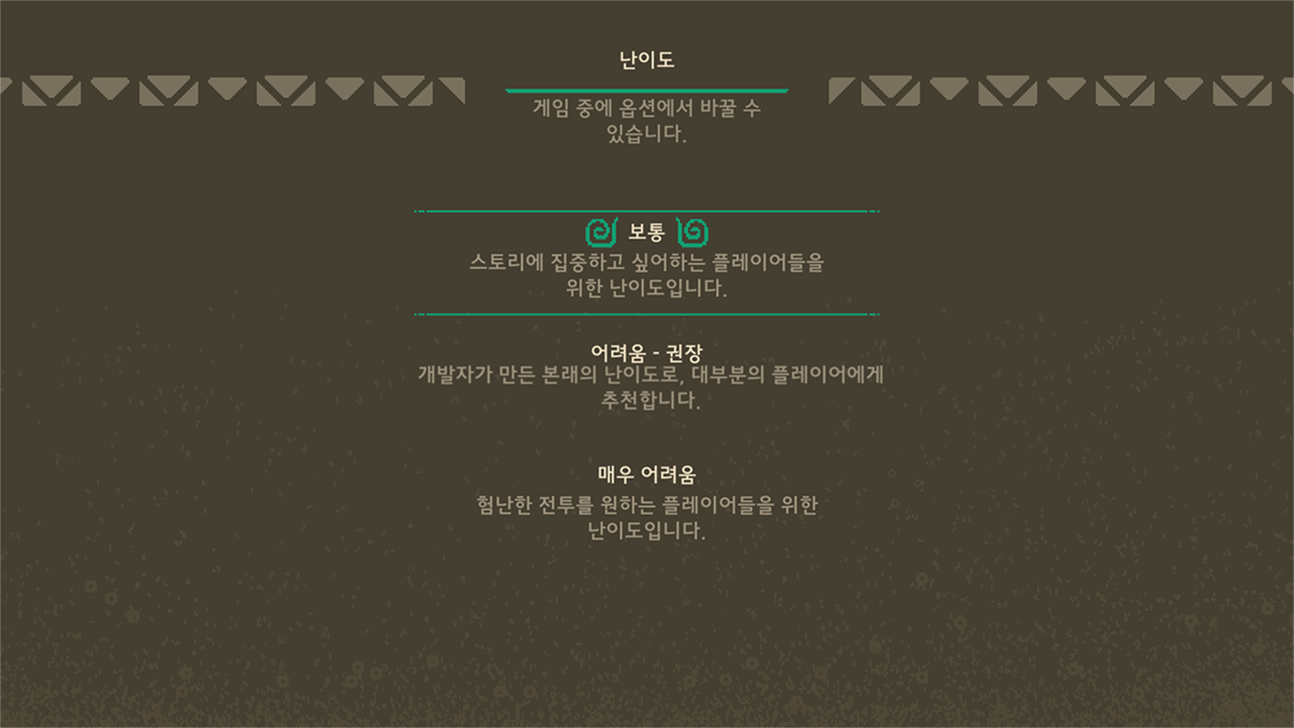 난이도
게임 중에 옵션에서 바꿀 수
있습니다.
보통
스토리에 집중하고 싶어하는 플레이어들을
위한 난이도입니다.
어려움 - 권장
개발자가 만든 본래의 난이도로, 대부분의 플레이어에게
추천합니다.
매우 어려움
험난한 전투를 원하는 플레이어들을 위한
난이도입니다.